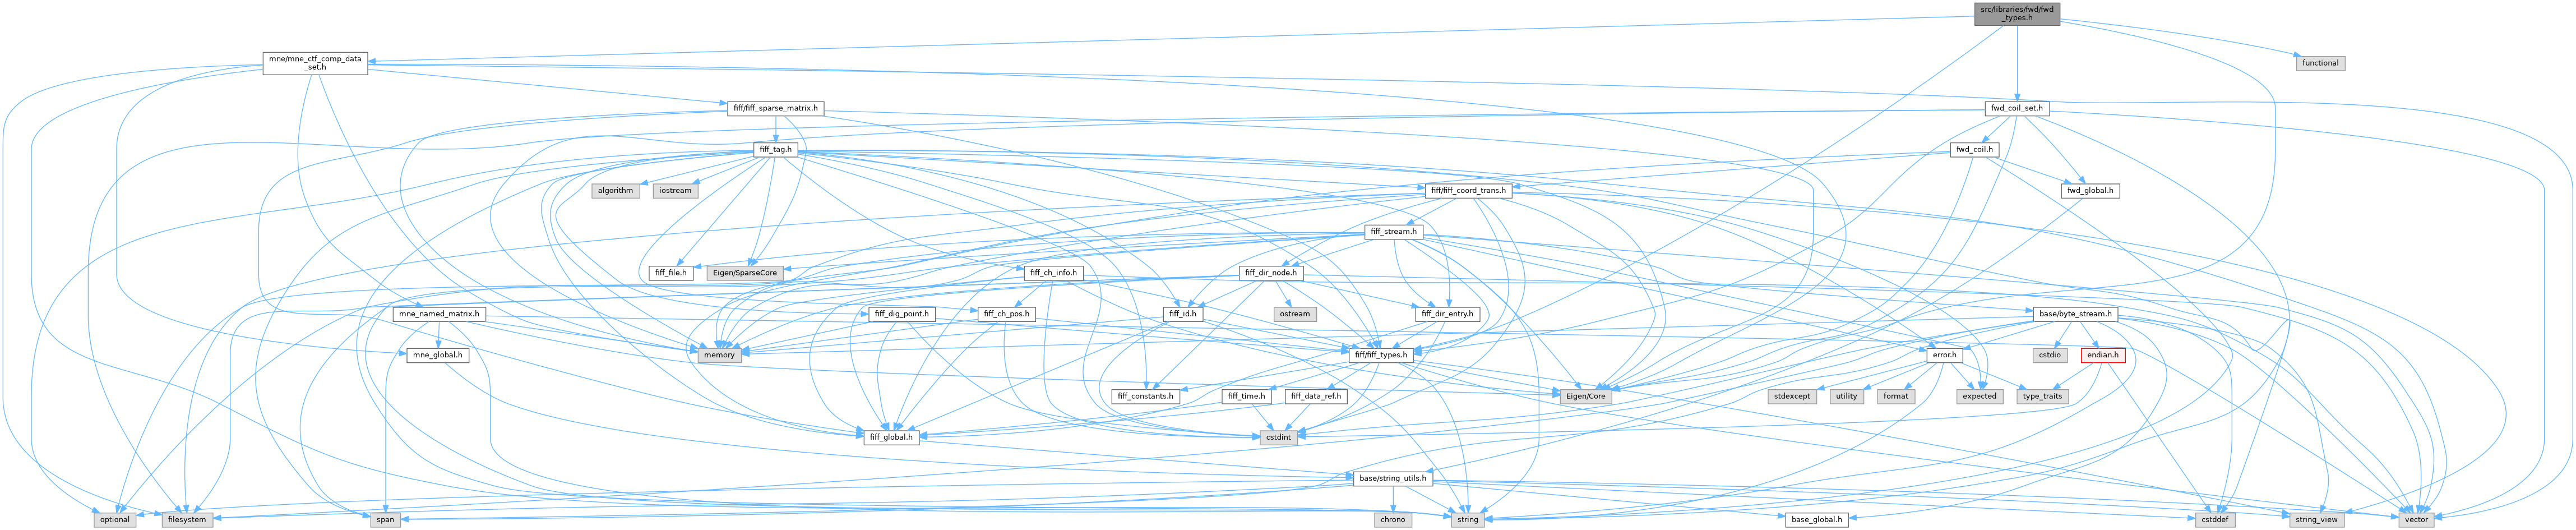 src/libraries/fwd/fwd
_types.h
mne/mne_ctf_comp_data
_set.h
functional
fiff/fiff_sparse_matrix.h
fwd_coil_set.h
fiff_tag.h
fwd_coil.h
algorithm
iostream
fiff/fiff_coord_trans.h
fwd_global.h
fiff_stream.h
fiff_file.h
Eigen/SparseCore
fiff_ch_info.h
fiff_dir_node.h
mne_named_matrix.h
fiff_dig_point.h
fiff_ch_pos.h
fiff_id.h
ostream
fiff_dir_entry.h
base/byte_stream.h
mne_global.h
memory
fiff/fiff_types.h
cstdio
endian.h
error.h
fiff_constants.h
fiff_time.h
fiff_data_ref.h
Eigen/Core
stdexcept
utility
format
expected
type_traits
fiff_global.h
cstdint
base/string_utils.h
optional
filesystem
span
chrono
string
base_global.h
cstddef
string_view
vector